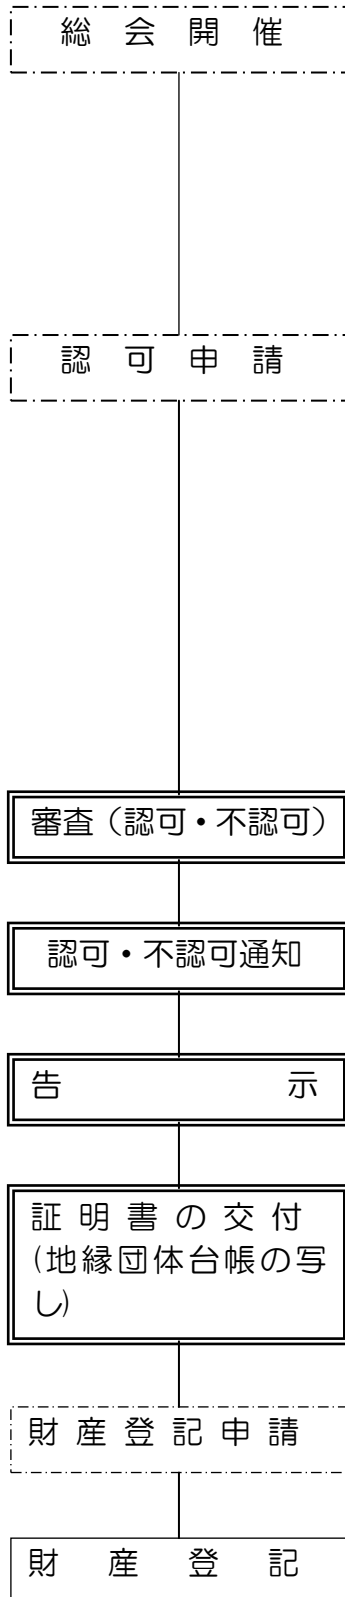 総会開催
認可申請
審査（認可・不認可）
認可・不認可通知
告示
証明書の交付
(地縁団体台帳の写
し)
財産登記申請
財産登記